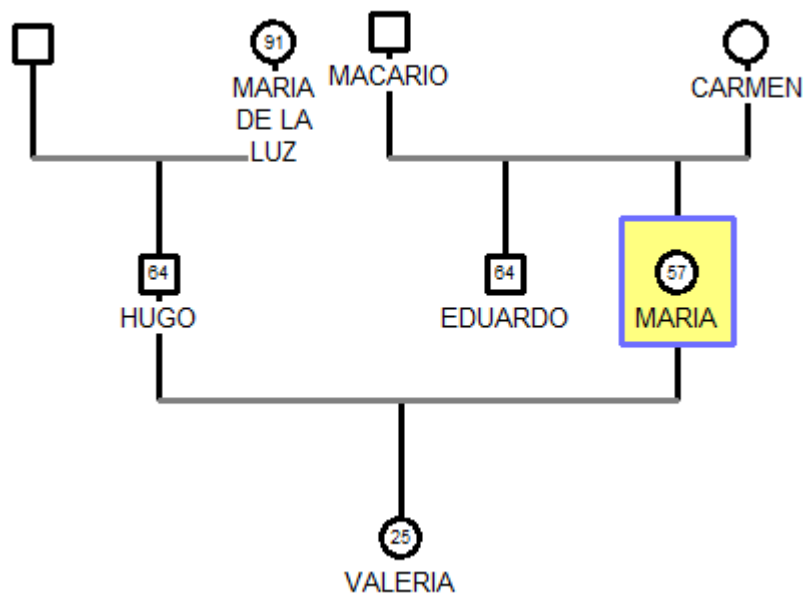 91
MARIA
DE LA
LUZ
MACARIO
CARMEN
64
HUGO
64
EDUARDO
57
MARIA
25
VALERIA